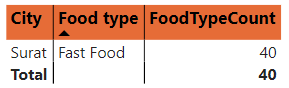 City Food type FoodTypeCount
Surat Fast Food 40
Total 40